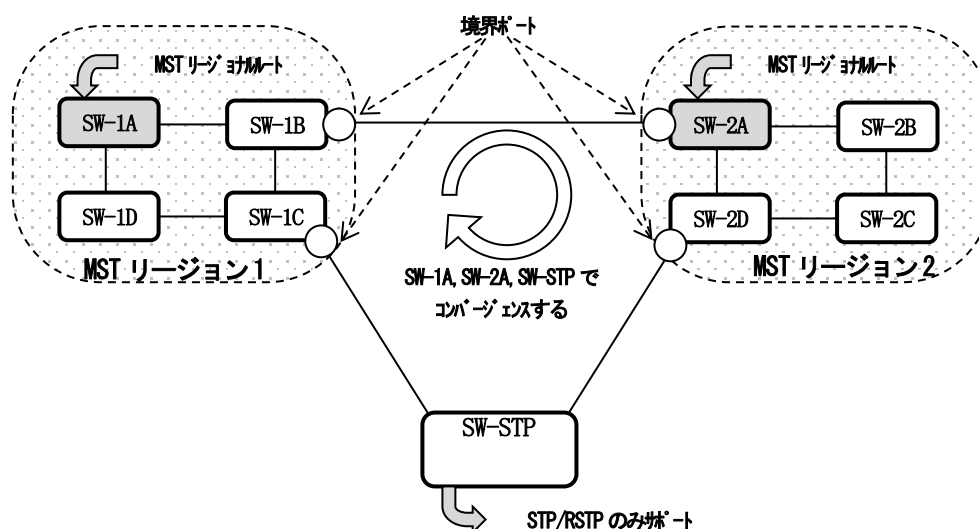 境界ポート
MST リージョナルルート
MST リージョナルルート
SW-1A
SW-1B
SW-2A
SW-2B
SW-1D
SW-1C
SW-2D
SW-2C
MST リージョン 1
MST リージョン 2
SW-1A, SW-2A, SW-STP で
コンバージェンスする
SW-STP
STP/RSTP のみサポート